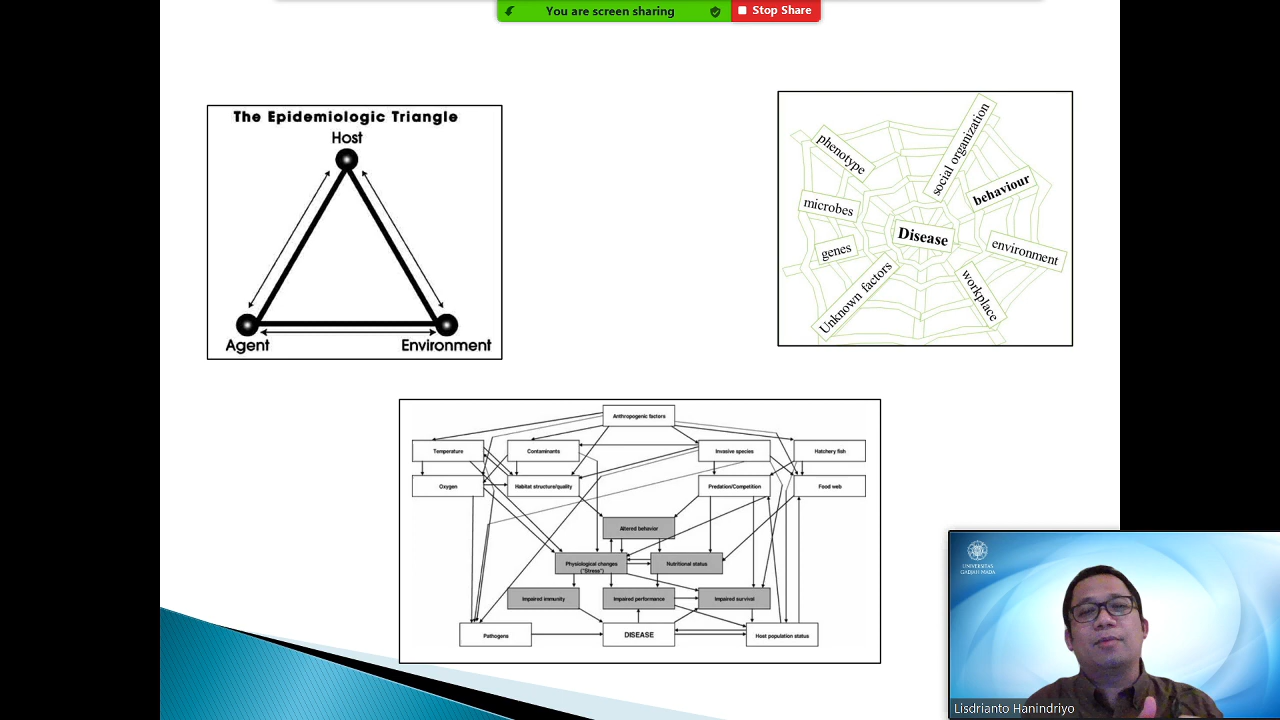 You are screen sharing
Stop Share
The Epidemiologic Triangle
Host
Agent
Environment
phenotype
social organization
microbes
behaviour
Disease
genes
environment
Unknown factors
workplace
Anthropogenic factors
Temperature
Contaminants
Invasive species
Hatchery fish
Oxygen
Habitat structure/quality
Predation/Competition
Food web
Altered behavior
Physiological changes
("Stress")
Nutritional status
Impaired immunity
Impaired performance
Impaired survival
Pathogens
DISEASE
Host population status
UNIVERSITAS
GADJAH MADA
Lisdrianto Hanindriyo